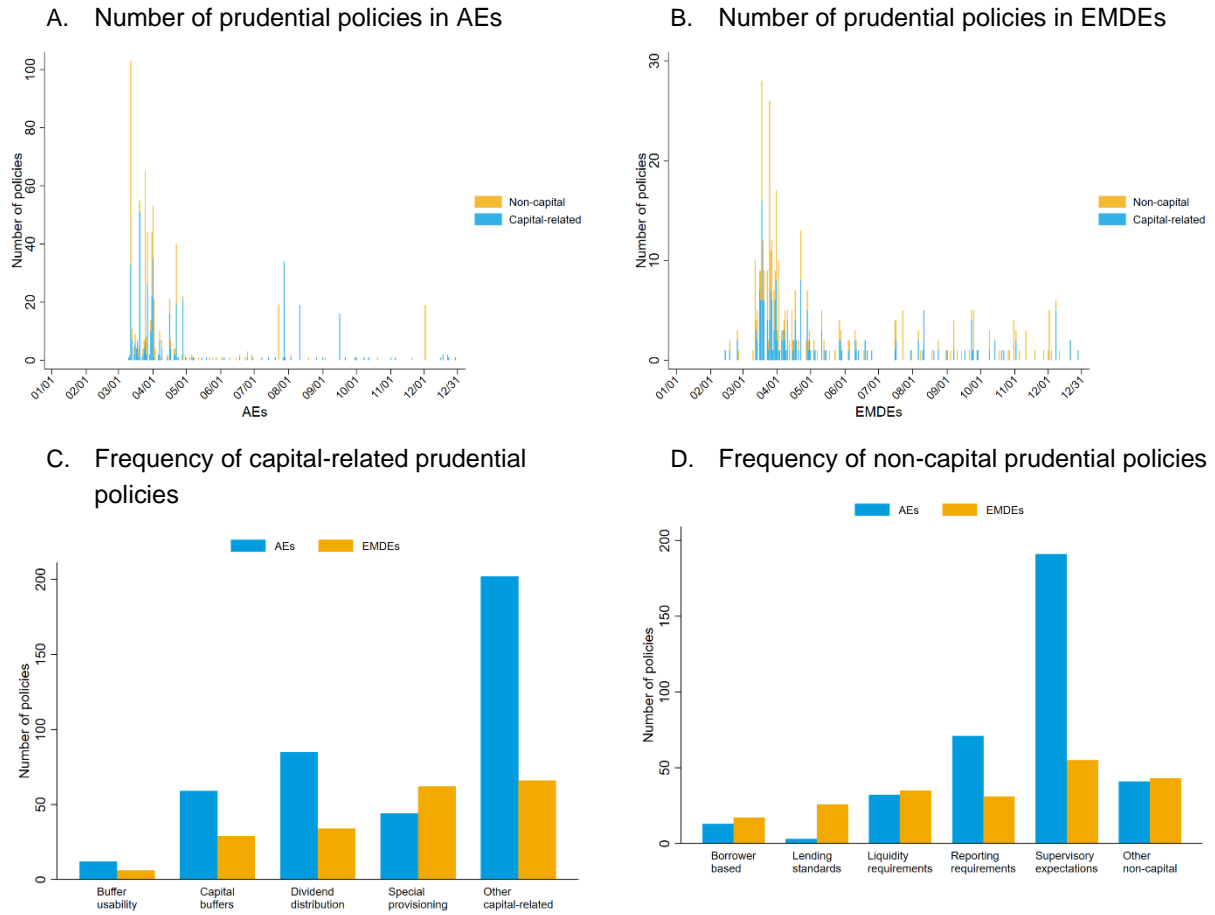 A. Number of prudential policies in AEs
Number of policies
100
80
60
40
20
0
Non-capital
Capital-related
01/01
02/01
03/01
04/01
05/01
06/01
07/01
08/01
09/01
10/01
11/01
12/01
12/31
AEs
B. Number of prudential policies in EMDEs
Number of policies
30
20
10
0
Non-capital
Capital-related
01/01
02/01
03/01
04/01
05/01
06/01
07/01
08/01
09/01
10/01
11/01
12/01
12/31
EMDEs
C. Frequency of capital-related prudential
policies
AEs
EMDEs
Number of policies
200
150
100
50
0
Buffer
usability
Capital
buffers
Dividend
distribution
Special
provisioning
Other
capital-related
D. Frequency of non-capital prudential policies
AEs
EMDEs
Number of policies
200
150
100
50
0
Borrower
based
Lending
standards
Liquidity
requirements
Reporting
requirements
Supervisory
expectations
Other
non-capital